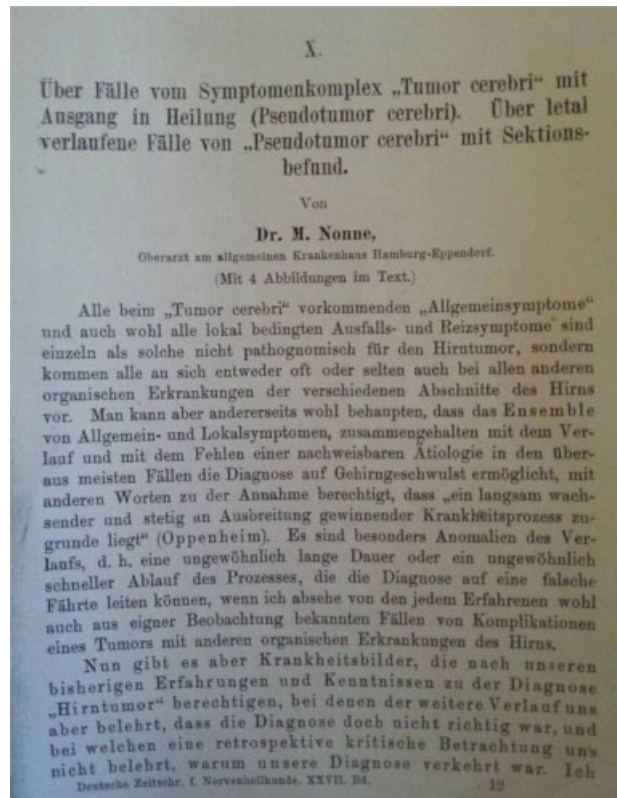 X.
Über Fälle vom Symptomenkomplex „Tumor cerebri“ mit
Ausgang in Heilung (Pseudotumor cerebri). Über letal
verlaufene Fälle von „Pseudotumor cerebri“ mit Sektions-
befund.
Von
Dr. M. Nonne,
Oberarzt am allgemeinen Krankenhaus Hamburg-Eppendorf.
(Mit 4 Abbildungen im Text.)
Alle beim „Tumor cerebri“ vorkommenden „Allgemeinsymptome“
und auch wohl alle lokal bedingten Ausfalls- und Reizsymptome sind
einzeln als solche nicht pathognomisch für den Hirntumor, sondern
kommen alle an sich entweder oft oder selten auch bei allen anderen
organischen Erkrankungen der verschiedenen Abschnitte des Hirns
vor. Man kann aber andererseits wohl behaupten, dass das Ensemble
von Allgemein- und Lokalsymptomen, zusammengehalten mit dem Ver-
lauf und mit dem Fehlen einer nachweisbaren Ätiologie in den über-
aus meisten Fällen die Diagnose auf Gehirngeschwulst ermöglicht, mit
anderen Worten zu der Annahme berechtigt, dass „ein langsam wach-
sender und stetig an Ausbreitung gewinnender Krankheitsprozess zu-
grunde liegt“ (Oppenheim). Es sind besonders Anomalien des Ver-
laufs, d. h. eine ungewöhnlich lange Dauer oder ein ungewöhnlich
schneller Ablauf des Prozesses, die die Diagnose auf eine falsche
Fährte leiten können, wenn ich absehe von den jedem Erfahrenen wohl
auch aus eigner Beobachtung bekannten Fällen von Komplikationen
eines Tumors mit anderen organischen Erkrankungen des Hirns.
Nun gibt es aber Krankheitsbilder, die nach unseren
bisherigen Erfahrungen und Kenntnissen zu der Diagnose
„Hirntumor“ berechtigen, bei denen der weitere Verlauf uns
aber belehrt, dass die Diagnose doch nicht richtig war, und
bei welchen eine retrospektive kritische Betrachtung uns
nicht belehrt, warum unsere Diagnose verkehrt war. Ich
Deutsche Zeitschr. f. Nervenheilkunde. XXVII. Bd.
12